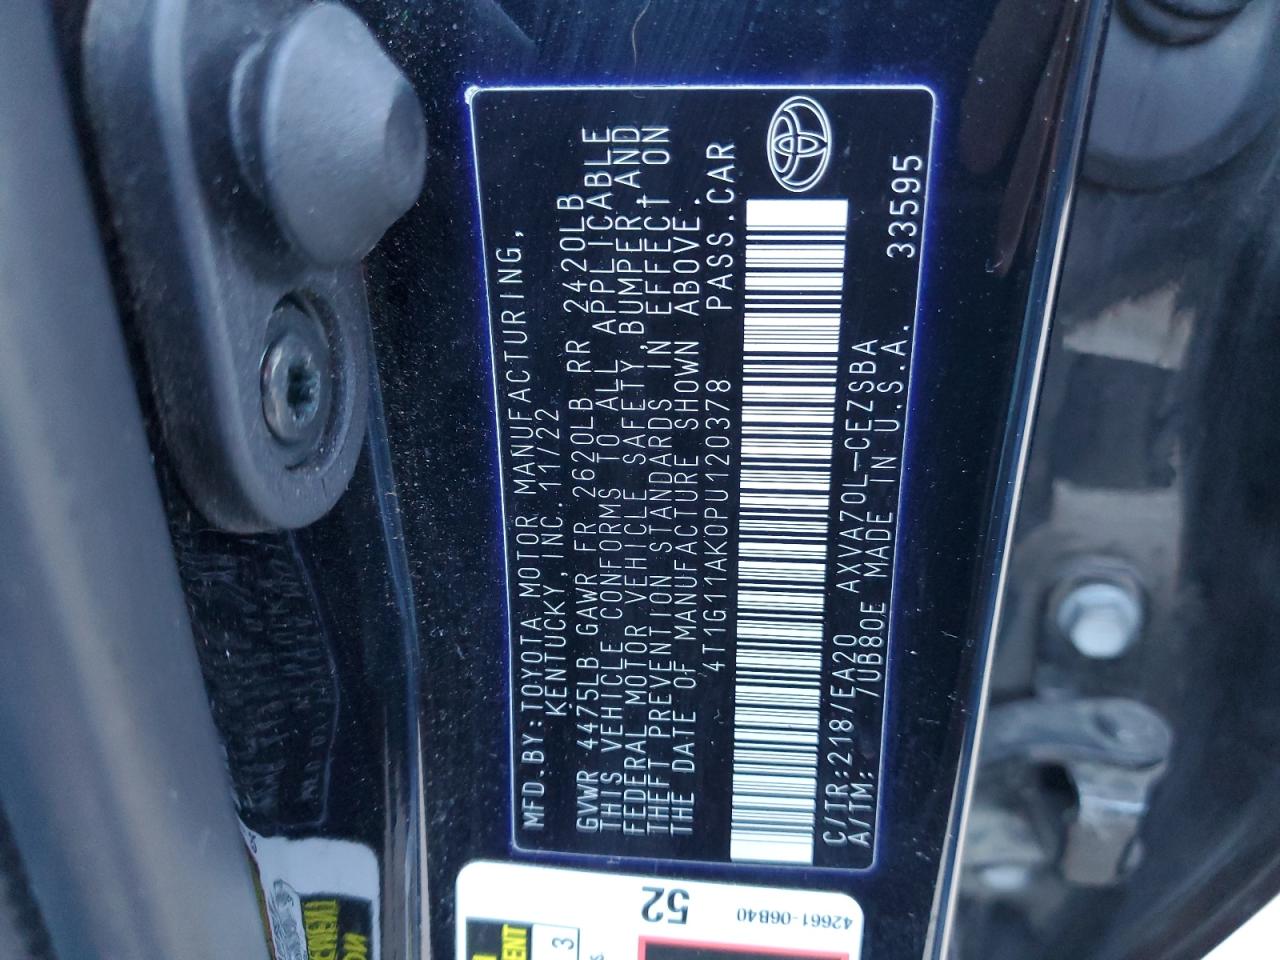 MFD.BY:TOYOTA MOTOR MANUFACTURING,
KENTUCKY, INC. 11/22
GVWR 4475LB GAWR FR 2620LB RR 2420LB
THIS VEHICLE CONFORMS TO ALL APPLICABLE
FEDERAL MOTOR VEHICLE SAFETY, BUMPER, AND
THEFT PREVENTION STANDARDS IN EFFECT ON
THE DATE OF MANUFACTURE SHOWN ABOVE.
4T1G11AK0PU120378 PASS.CAR
C/TR:218/EA20 AXVA70L-CEZSBA
A/TM: 7UB80E MADE IN U.S.A. 33595
52
42661-06B40
3